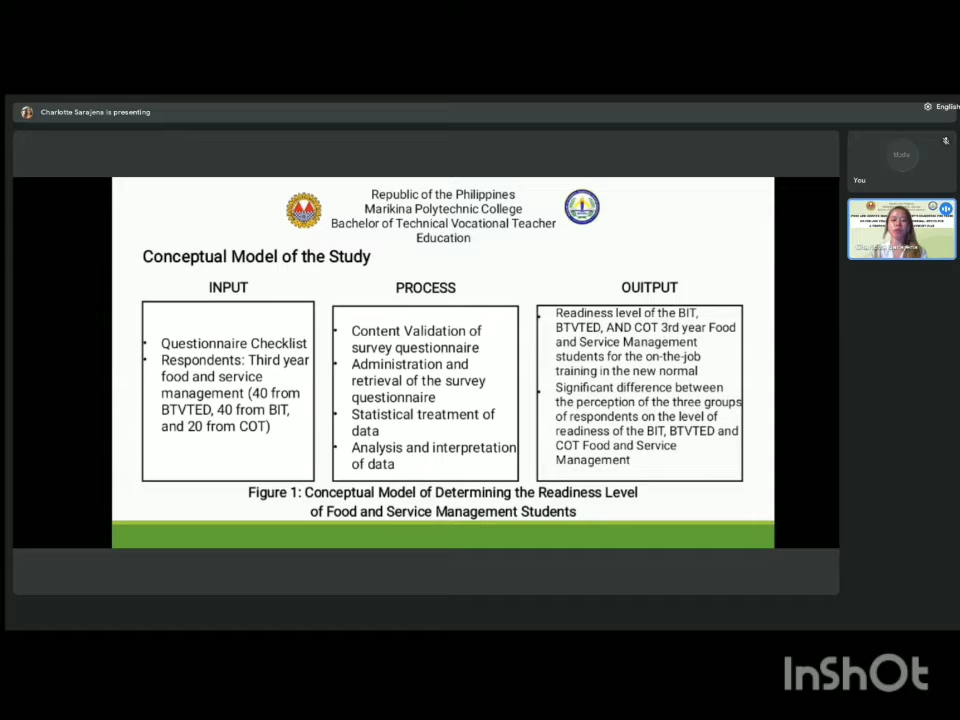 Charlotte Sarajena is presenting
English
You
Republic of the Philippines
Marikina Polytechnic College
Bachelor of Technical Vocational Teacher
Education
Conceptual Model of the Study
INPUT
Questionnaire Checklist
Respondents: Third year
food and service
management (40 from
BTVTED, 40 from BIT,
and 20 from COT)
PROCESS
Content Validation of
survey questionnaire
Administration and
retrieval of the survey
questionnaire
Statistical treatment of
data
Analysis and interpretation
of data
OUITPUT
Readiness level of the BIT,
BTVTED, AND COT 3rd year Food
and Service Management
students for the on-the-job
training in the new normal
Significant difference between
the perception of the three groups
of respondents on the level of
readiness of the BIT, BTVTED and
COT Food and Service
Management
Figure 1: Conceptual Model of Determining the Readiness Level
of Food and Service Management Students
Charlotte Sarajena
InShOt